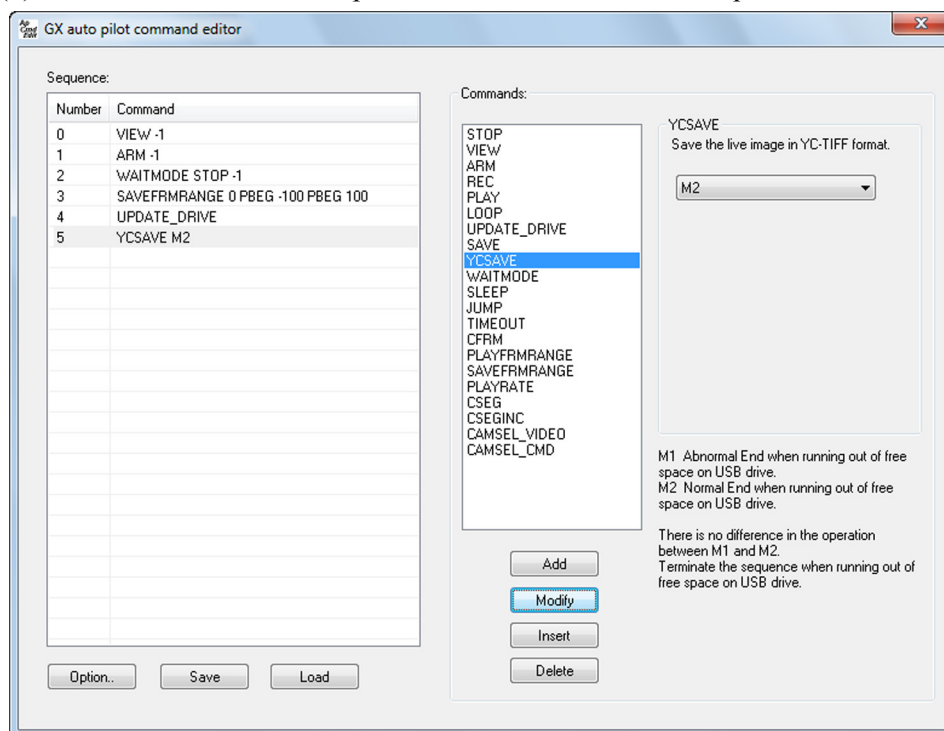 Ap
Cmd
Edit
GX auto pilot command editor
Sequence:
Number Command
0 VIEW -1
1 ARM -1
2 WAITMODE STOP -1
3 SAVEFRMRANGE 0 PBEG -100 PBEG 100
4 UPDATE_DRIVE
5 YCSAVE M2
Option..
Save
Load
Commands:
STOP
VIEW
ARM
REC
PLAY
LOOP
UPDATE_DRIVE
SAVE
YCSAVE
WAITMODE
SLEEP
JUMP
TIMEOUT
CFRM
PLAYFRMRANGE
SAVEFRMRANGE
PLAYRATE
CSEG
CSEGINC
CAMSEL_VIDEO
CAMSEL_CMD
Add
Modify
Insert
Delete
YCSAVE
Save the live image in YC-TIFF format.
M2
M1 Abnormal End when running out of free
space on USB drive.
M2 Normal End when running out of free
space on USB drive.
There is no difference in the operation
between M1 and M2.
Terminate the sequence when running out of
free space on USB drive.